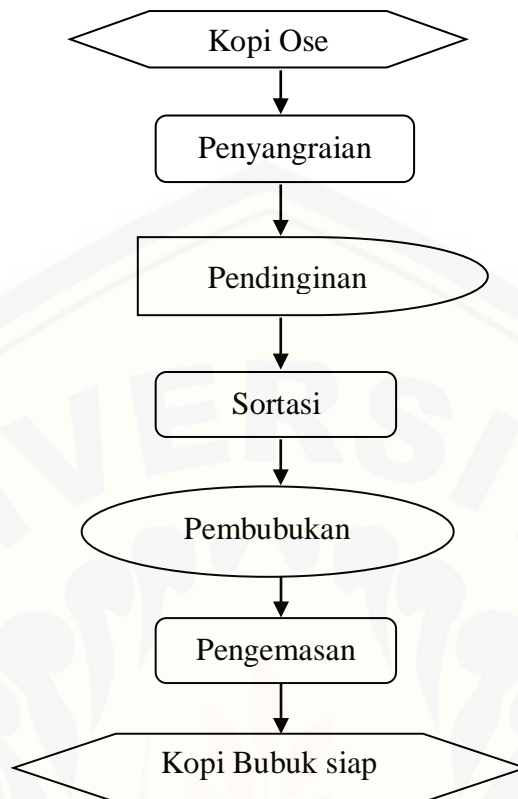 Kopi Ose
Penyangraian
Pendinginan
Sortasi
Pembubukan
Pengemasan
Kopi Bubuk siap